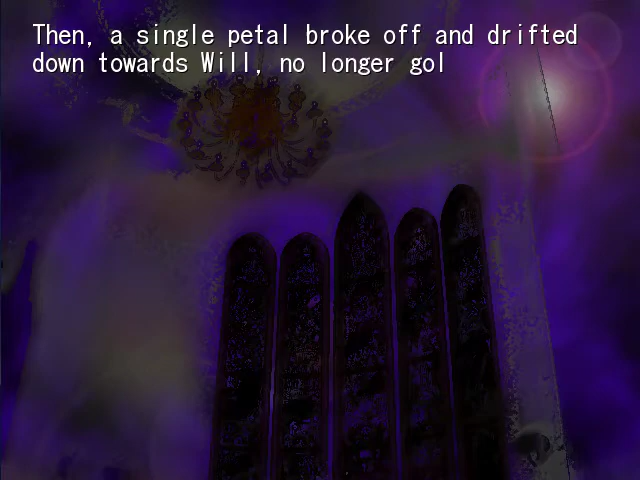 Then, a single petal broke off and drifted
down towards Will, no longer gol